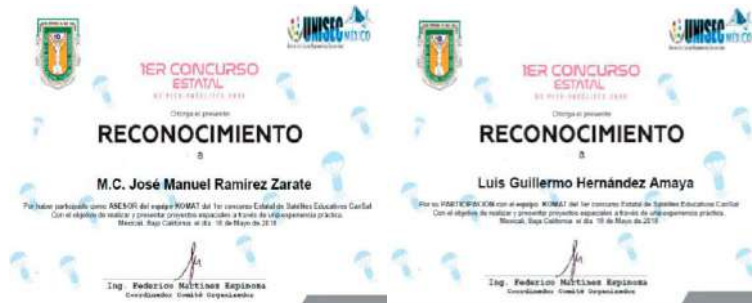 UNISEC MÉXICO
1ER CONCURSO
ESTATAL
Otorga el presente
RECONOCIMIENTO
a
M.C. José Manuel Ramírez Zarate
Por haber participado como ASESOR del equipo KOMAT del 1er concurso Estatal de Satélites Educativos CanSat
Con el objetivo de realizar y presentar proyectos espaciales a través de una experiencia práctica.
Mexicali, Baja California el día 18 de Mayo de 2018
Ing. Federico Martínez Espinoza
Coordinador Comité Organizador
UNISEC MÉXICO
1ER CONCURSO
ESTATAL
Otorga el presente
RECONOCIMIENTO
a
Luis Guillermo Hernández Amaya
Por su PARTICIPACIÓN con el equipo KOMAT del 1er concurso Estatal de Satélites Educativos CanSat
Con el objetivo de realizar y presentar proyectos espaciales a través de una experiencia práctica.
Mexicali, Baja California el día 18 de Mayo de 2018
Ing. Federico Martínez Espinoza
Coordinador Comité Organizador